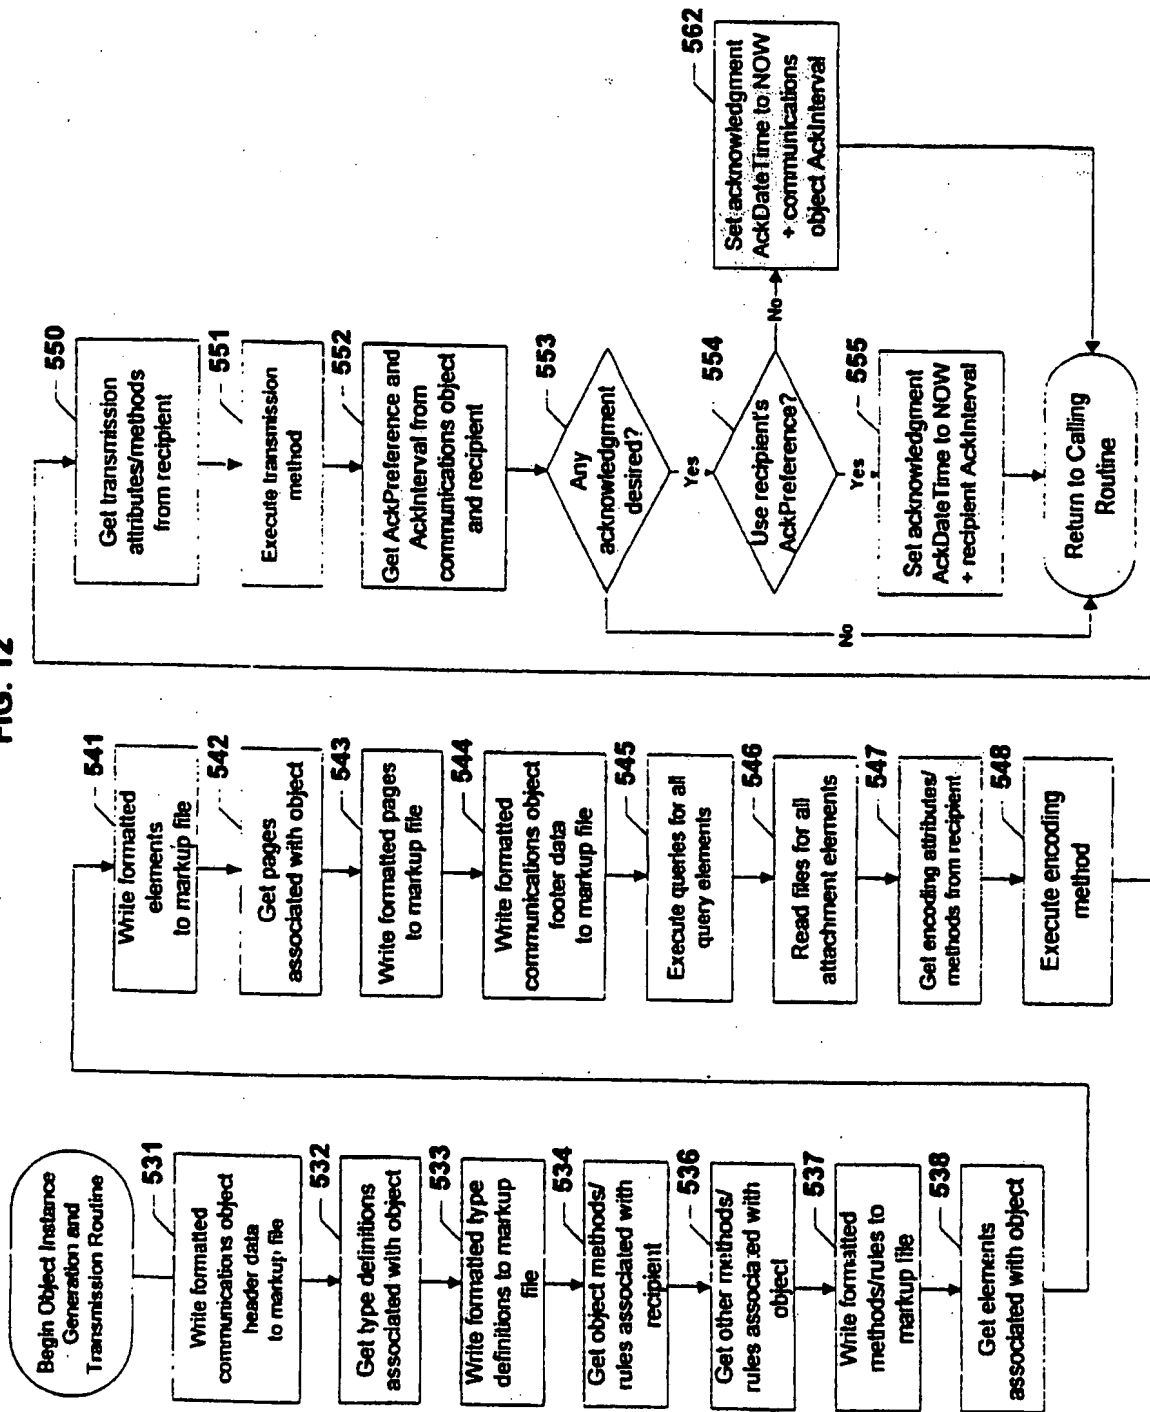 FIG. 12
Begin Object Instance
Generation and
Transmission Routine
531
Write formatted
communications object
header data
to markup file
532
Get type definitions
associated with object
533
Write formatted type
definitions to markup
file
534
Get object methods/
rules associated with
recipient
536
Get other methods/
rules associated with
object
537
Write formatted
methods/rules to
markup file
538
Get elements
associated with object
541
Write formatted
elements
to markup file
542
Get pages
associated with object
543
Write formatted pages
to markup file
544
Write formatted
communications object
footer data
to markup file
545
Execute queries for all
query elements
546
Read files for all
attachment elements
547
Get encoding attributes/
methods from recipient
548
Execute encoding
method
550
Get transmission
attributes/methods
from recipient
551
Execute transmission
method
552
Get AckPreference and
AckInterval from
communications object
and recipient
553
Any
acknowledgment
desired?
Yes
No
554
Use recipient's
AckPreference?
Yes
No
555
Set acknowledgment
AckDateTime to NOW
+ recipient AckInterval
562
Set acknowledgment
AckDateTime to NOW
+ communications
object AckInterval
Return to Calling
Routine